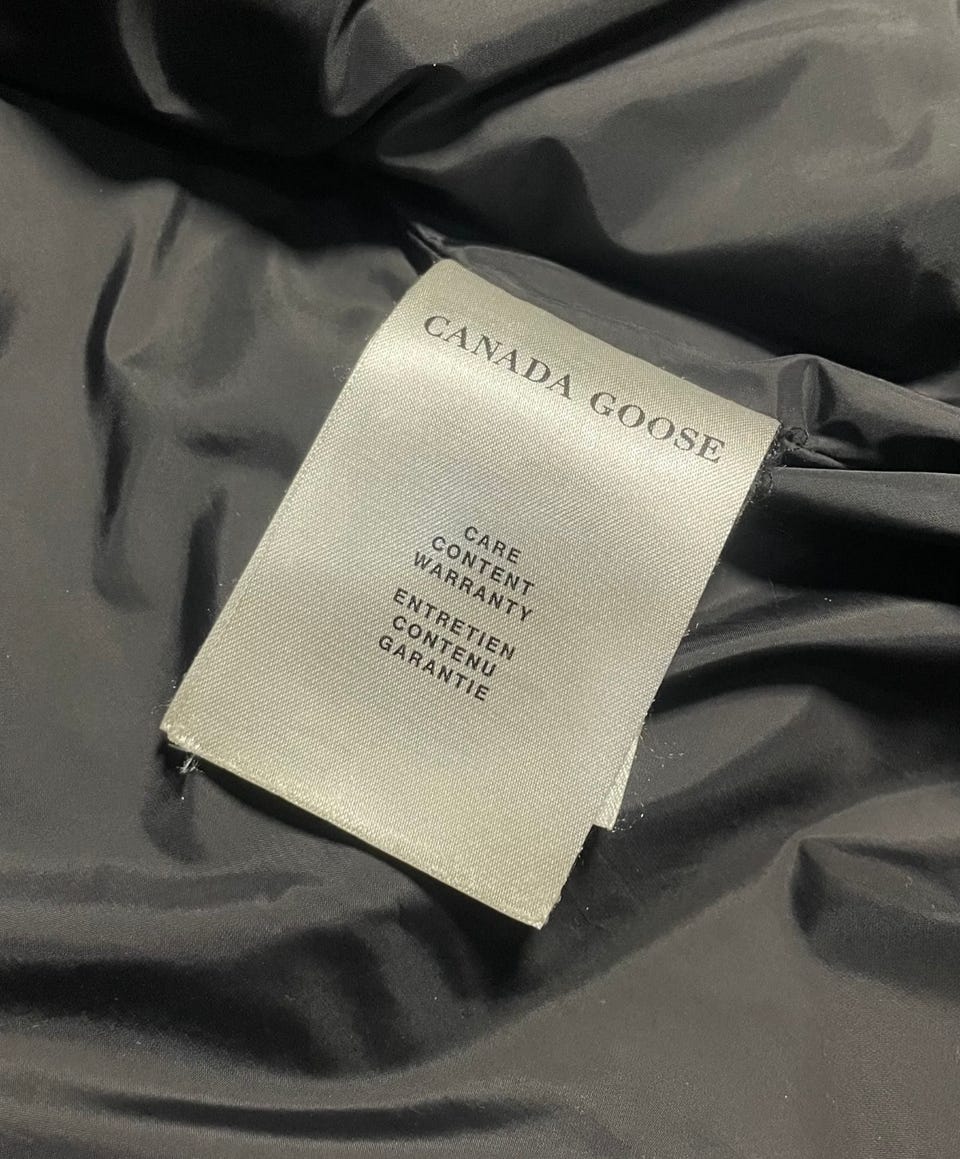 CANADA GOOSE
CARE
CONTENT
WARRANTY
ENTRETIEN
CONTENU
GARANTIE